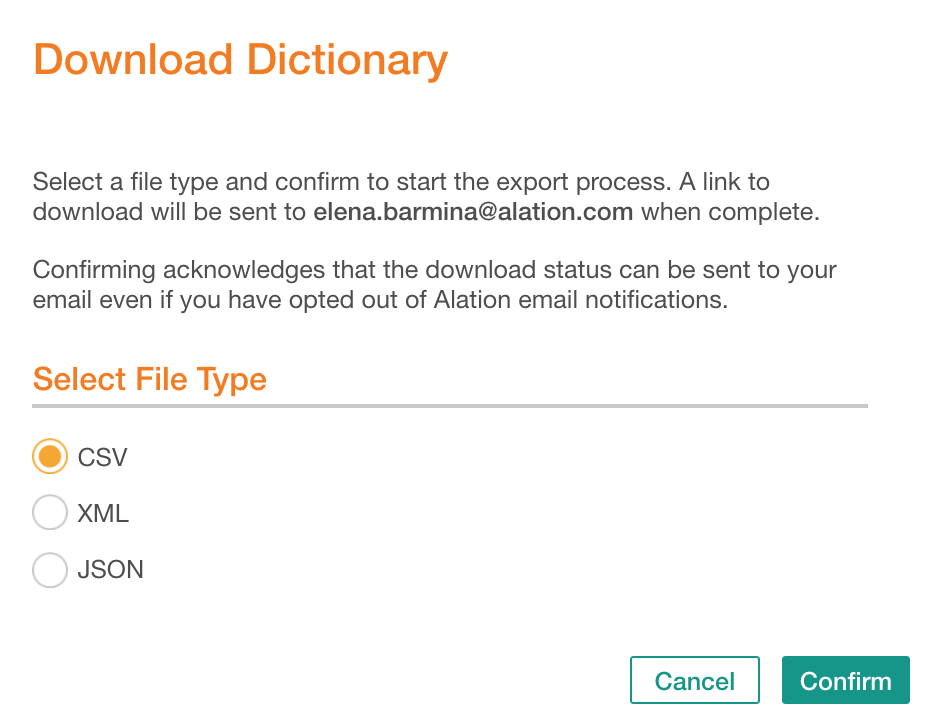 Download Dictionary
Select a file type and confirm to start the export process. A link to
download will be sent to elena.barmina@alation.com when complete.
Confirming acknowledges that the download status can be sent to your
email even if you have opted out of Alation email notifications.
Select File Type
CSV
XML
JSON
Cancel
Confirm